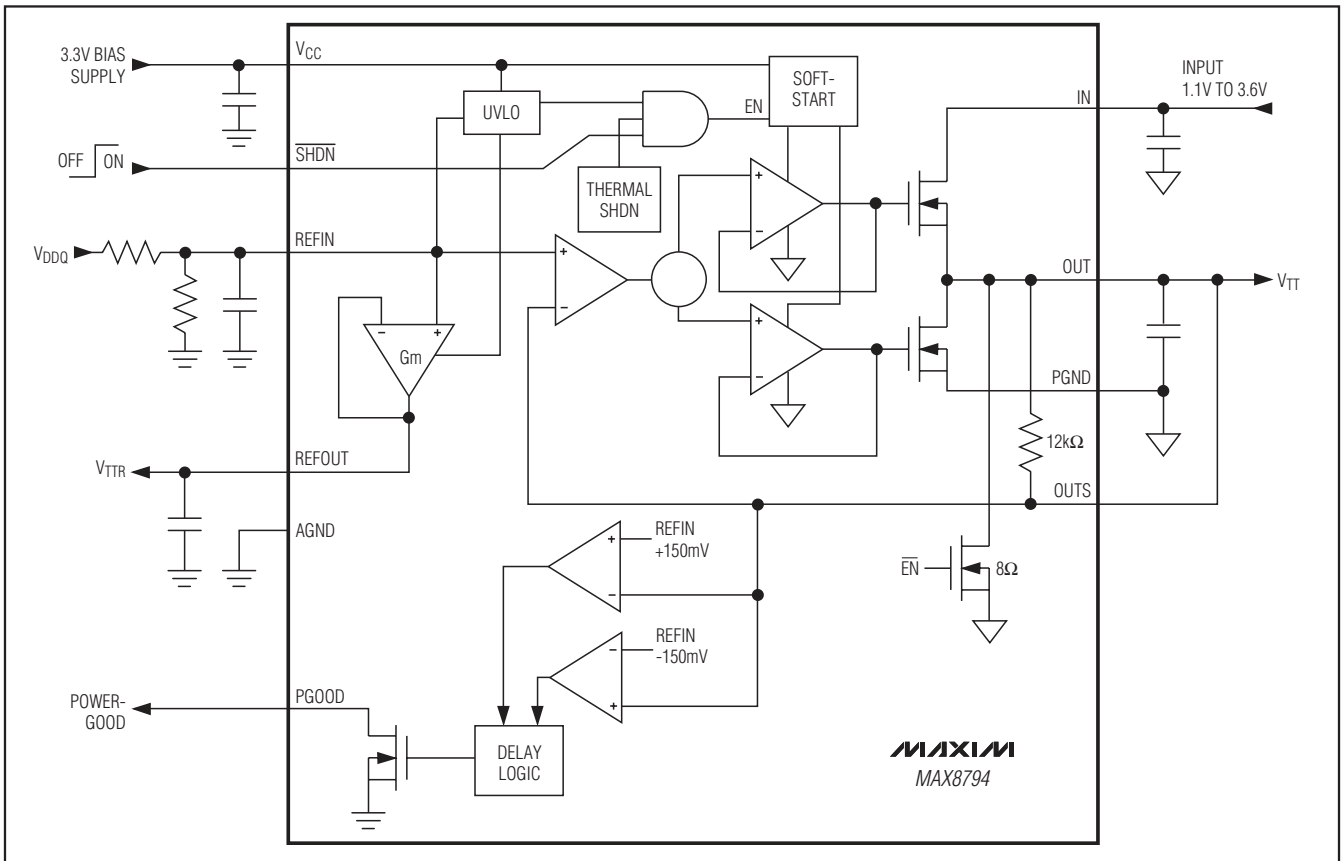 3.3V BIAS
SUPPLY
VCC
SOFT-
START
INPUT
1.1V TO 3.6V
IN
UVLO
EN
OFF
ON
SHDN
THERMAL
SHDN
+
-
VDDQ
REFIN
+
-
OUT
VTT
-
+
Gm
+
-
PGND
12kΩ
VTTR
REFOUT
OUTS
AGND
+
REFIN
+150mV
-
EN
8Ω
-
REFIN
-150mV
+
POWER-
GOOD
PGOOD
DELAY
LOGIC
MAXIM
MAX8794